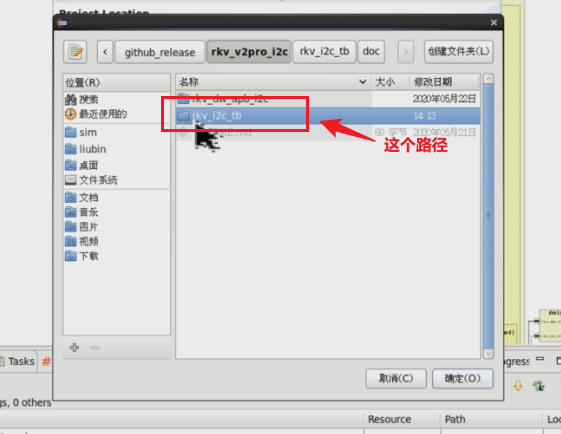 Project Location
github_release
rkv_v2pro_i2c
rkv_i2c_tb
doc
创建文件夹(L)
位置(R)
名称
大小
修改日期
搜索
最近使用的
sim
liubin
桌面
文件系统
文档
音乐
图片
视频
下载
rkv_dw_apb_i2c
2020年05月22日
rkv_i2c_tb
14:13
60 字节
2020年05月21日
这个路径
取消(C)
确定(O)
Tasks
gs, 0 others
Resource
Path